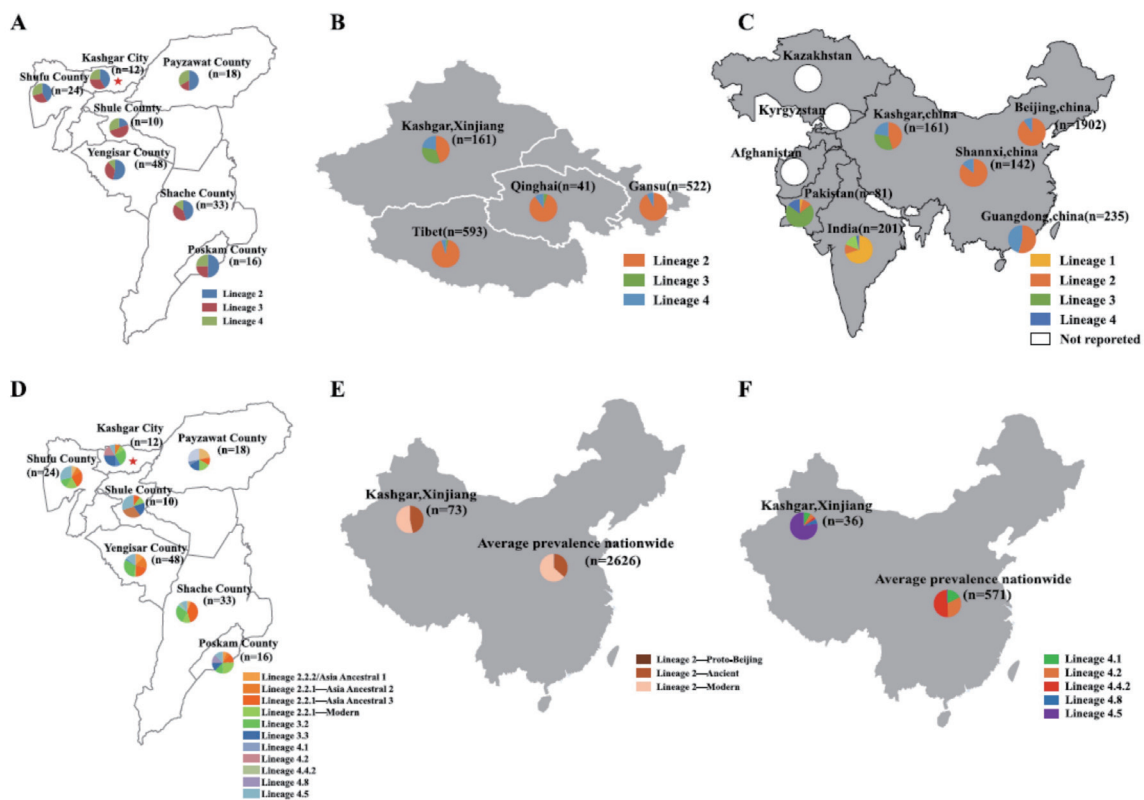 A
Kashgar City
(n=12)
Payzawat County
(n=18)
Shufu County
(n=24)
Shule County
(n=10)
Yengisar County
(n=48)
Shache County
(n=33)
Poskam County
(n=16)
Lineage 2
Lineage 3
Lineage 4
B
Kashgar,Xinjiang
(n=161)
Qinghai(n=41)
Gansu(n=522)
Tibet(n=593)
Lineage 2
Lineage 3
Lineage 4
C
Kazakhstan
Kyrgyzstan
Kashgar,china
(n=161)
Beijing,china,
(n=1902)
Afghanistan
Shannxi,china
(n=142)
Pakistan(n=81)
India(n=201)
Guangdong,china(n=235)
Lineage 1
Lineage 2
Lineage 3
Lineage 4
Not reporeted
D
Kashgar City
(n=12)
Payzawat County
(n=18)
Shufu County
(n=24)
Shule County
(n=10)
Yengisar County
(n=48)
Shache County
(n=33)
Poskam County
(n=16)
Lineage 2.2.2/Asia Ancestral 1
Lineage 2.2.1—Asia Ancestral 2
Lineage 2.2.1—Asia Ancestral 3
Lineage 2.2.1—Modern
Lineage 3.2
Lineage 3.3
Lineage 4.1
Lineage 4.2
Lineage 4.4.2
Lineage 4.8
Lineage 4.5
E
Kashgar,Xinjiang
(n=73)
Average prevalence nationwide
(n=2626)
Lineage 2—Proto-Beijing
Lineage 2—Ancient
Lineage 2—Modern
F
Kashgar,Xinjiang
(n=36)
Average prevalence nationwide
(n=571)
Lineage 4.1
Lineage 4.2
Lineage 4.4.2
Lineage 4.8
Lineage 4.5